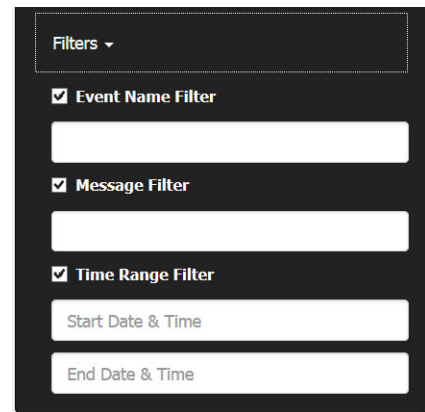 Filters
Event Name Filter
Message Filter
Time Range Filter
Start Date & Time
End Date & Time